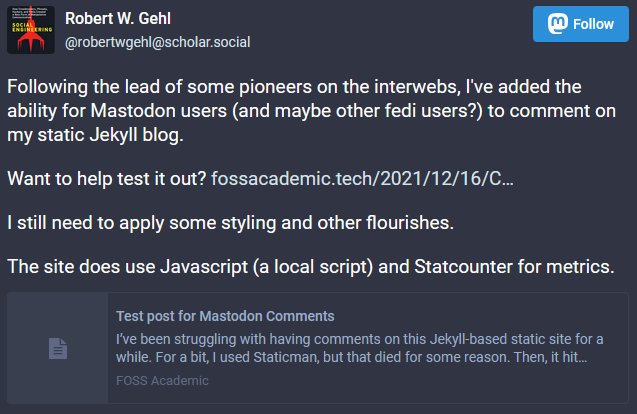 SOCIAL
ENGINEERING
Robert W. Gehl
@robertwgehl@scholar.social
Follow
Following the lead of some pioneers on the interwebs, I've added the
ability for Mastodon users (and maybe other fedi users?) to comment on
my static Jekyll blog.
Want to help test it out? fossacademic.tech/2021/12/16/C…
I still need to apply some styling and other flourishes.
The site does use Javascript (a local script) and Statcounter for metrics.
Test post for Mastodon Comments
I've been struggling with having comments on this Jekyll-based static site for a
while. For a bit, I used Staticman, but that died for some reason. Then, it hit…
FOSS Academic